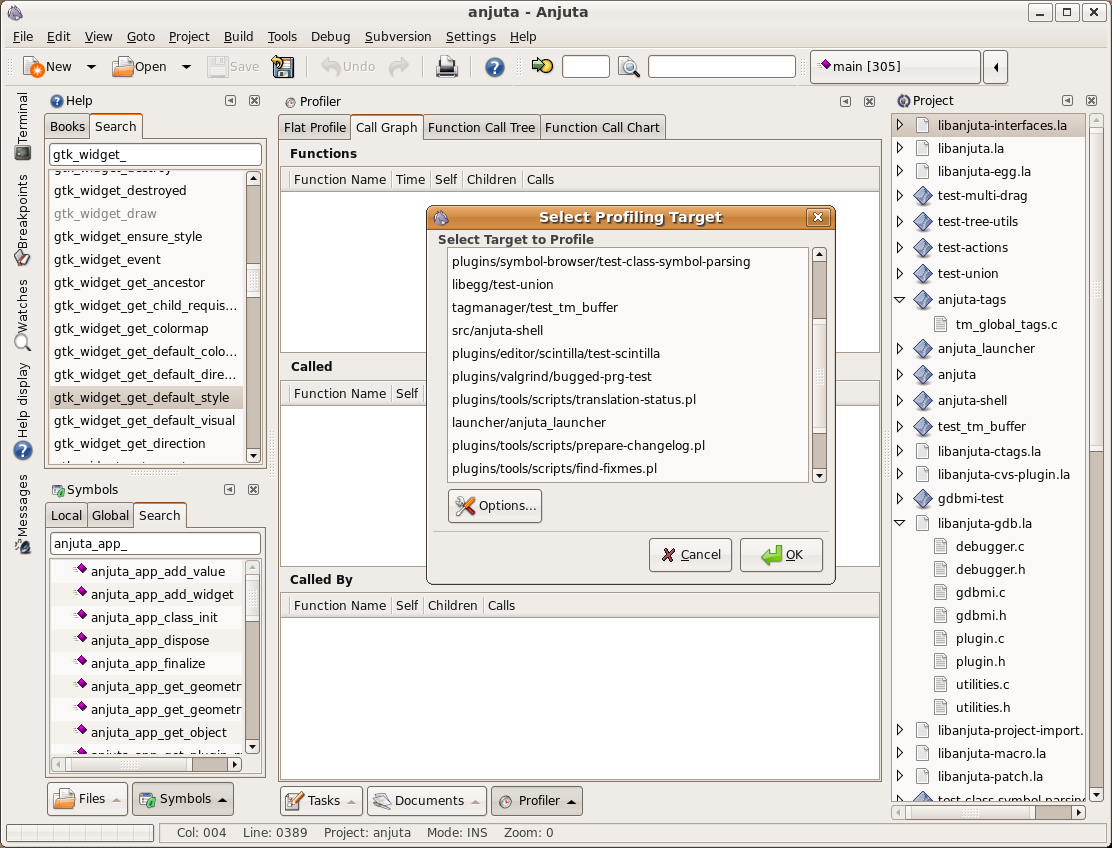 anjuta - Anjuta
File Edit View Goto Project Build Tools Debug Subversion Settings Help
New Open Save Undo main [305]
Terminal
Breakpoints
Watches
Help display
Messages
Help
Books Search
gtk_widget_
gtk_widget_destroy
gtk_widget_destroyed
gtk_widget_draw
gtk_widget_ensure_style
gtk_widget_event
gtk_widget_get_ancestor
gtk_widget_get_child_requis...
gtk_widget_get_colormap
gtk_widget_get_default_colo...
gtk_widget_get_default_dire...
gtk_widget_get_default_style
gtk_widget_get_default_visual
gtk_widget_get_direction
Symbols
Local Global Search
anjuta_app_
anjuta_app_add_value
anjuta_app_add_widget
anjuta_app_class_init
anjuta_app_dispose
anjuta_app_finalize
anjuta_app_get_geometr
anjuta_app_get_geometr
anjuta_app_get_object
Files Symbols
Profiler
Flat Profile Call Graph Function Call Tree Function Call Chart
Functions
Function Name Time Self Children Calls
Called
Function Name Self
Called By
Function Name Self Children Calls
Select Profiling Target
Select Target to Profile
plugins/symbol-browser/test-class-symbol-parsing
libegg/test-union
tagmanager/test_tm_buffer
src/anjuta-shell
plugins/editor/scintilla/test-scintilla
plugins/valgrind/bugged-prg-test
plugins/tools/scripts/translation-status.pl
launcher/anjuta_launcher
plugins/tools/scripts/prepare-changelog.pl
plugins/tools/scripts/find-fixmes.pl
Options...
Cancel OK
Tasks Documents Profiler
Project
libanjuta-interfaces.la
libanjuta.la
libanjuta-egg.la
test-multi-drag
test-tree-utils
test-actions
test-union
anjuta-tags
tm_global_tags.c
anjuta_launcher
anjuta
anjuta-shell
test_tm_buffer
libanjuta-ctags.la
libanjuta-cvs-plugin.la
gdbmi-test
libanjuta-gdb.la
debugger.c
debugger.h
gdbmi.c
gdbmi.h
plugin.c
plugin.h
utilities.c
utilities.h
libanjuta-project-import.
libanjuta-macro.la
libanjuta-patch.la
test-class-symbol-parsing
Col: 004 Line: 0389 Project: anjuta Mode: INS Zoom: 0